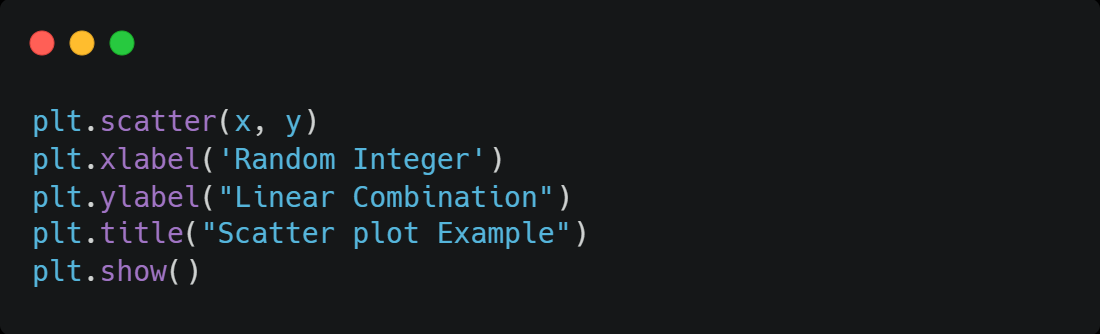 plt.scatter(x, y)
plt.xlabel('Random Integer')
plt.ylabel("Linear Combination")
plt.title("Scatter plot Example")
plt.show()